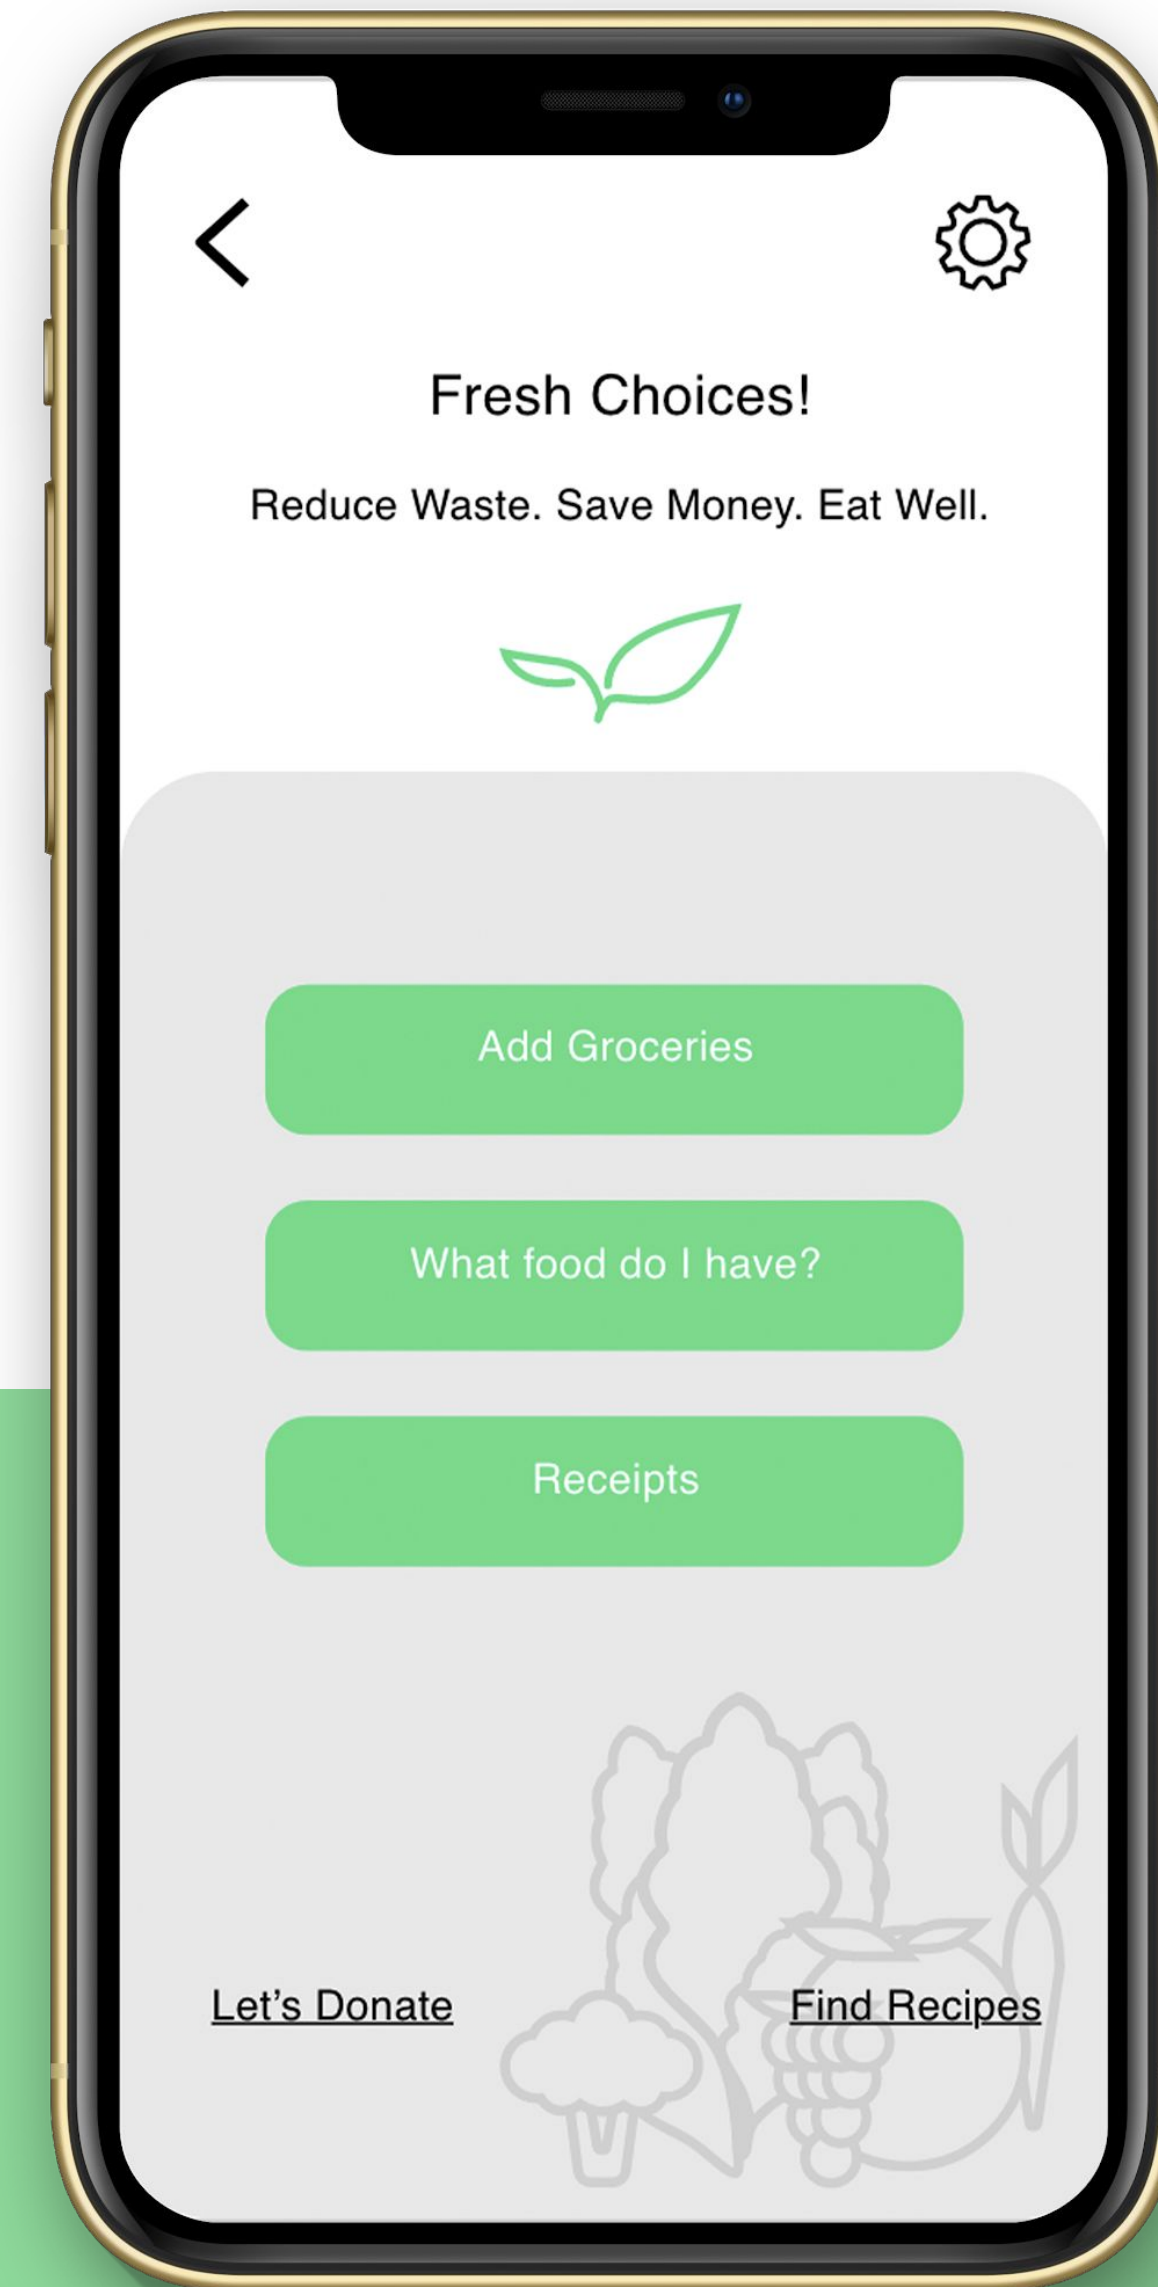 Fresh Choices!
Reduce Waste. Save Money. Eat Well.
Add Groceries
What food do I have?
Receipts
Let’s Donate
Find Recipes